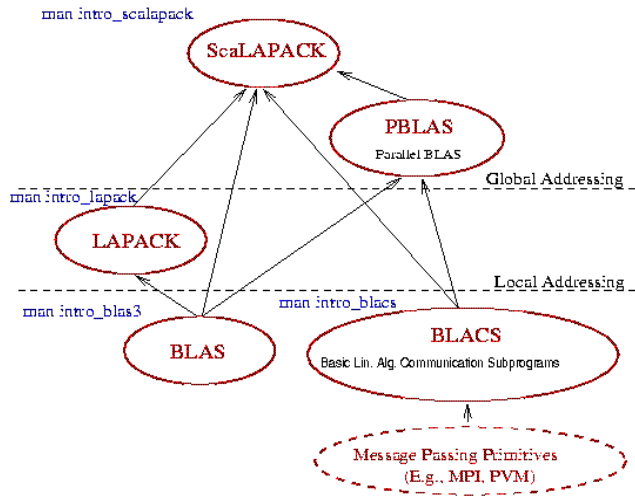 man intro_scalapack
ScaLAPACK
PBLAS
Parallel BLAS
Global Addressing
man intro_lapack
LAPACK
Local Addressing
man intro_blas3
man intro_blacs
BLAS
BLACS
Basic Lin. Alg. Communication Subprograms
Message Passing Primitives
(E.g., MPI, PVM)